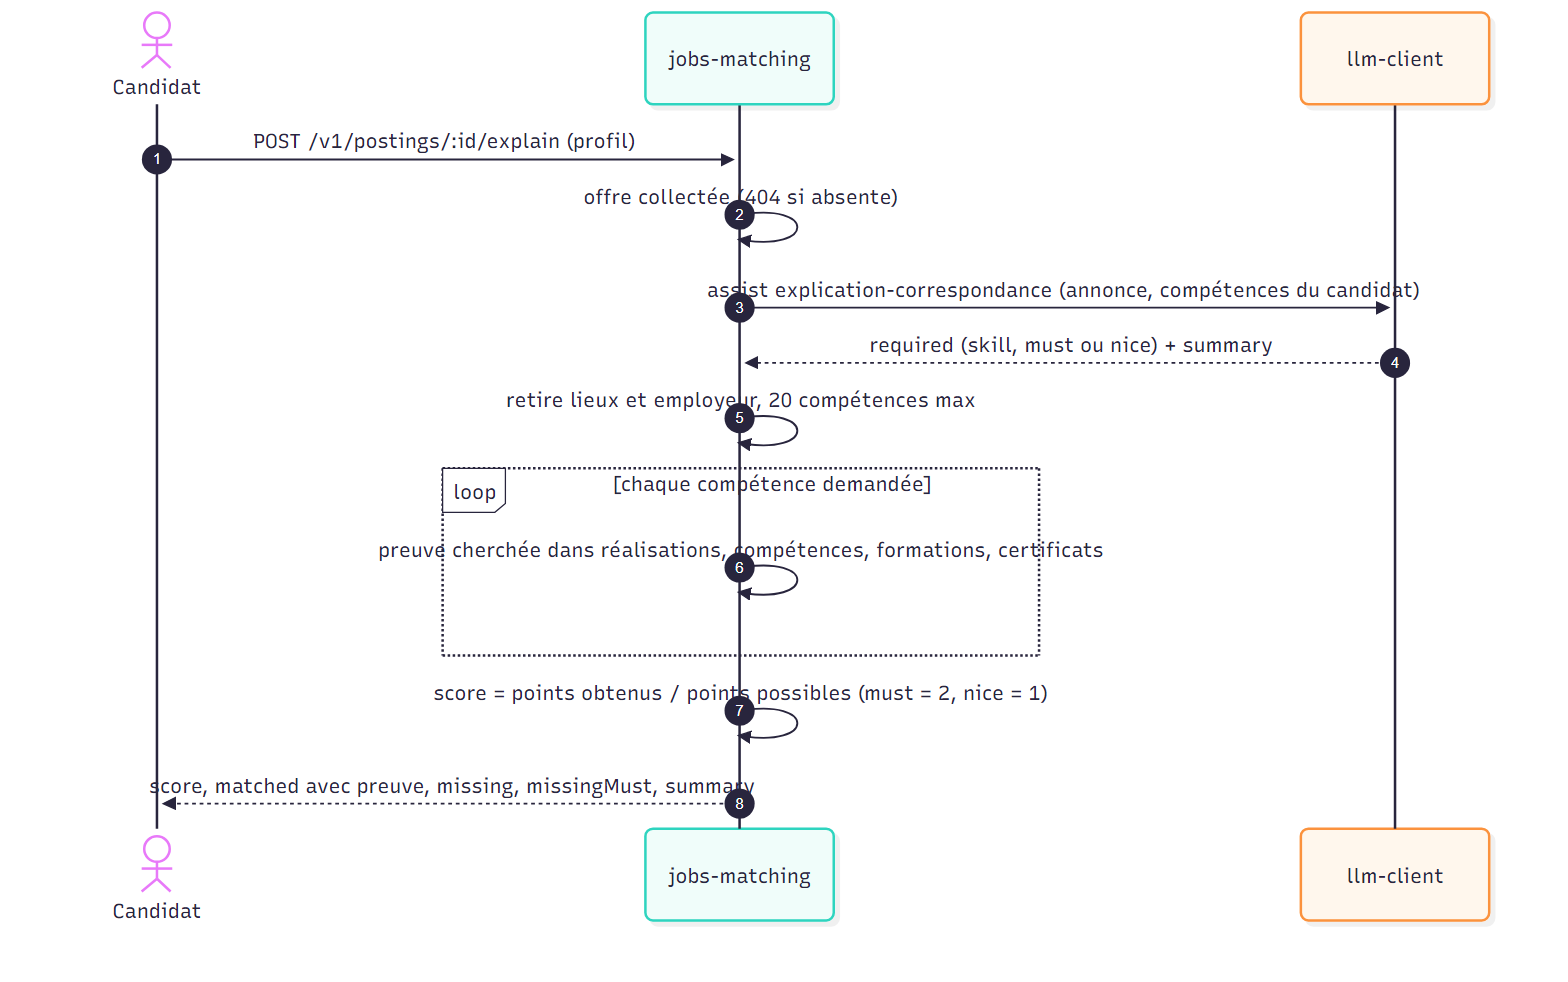 Candidat
jobs-matching
llm-client
POST /v1/postings/:id/explain (profil)
1
offre collectée (404 si absente)
2
assist explication-correspondance (annonce, compétences du candidat)
3
required (skill, must ou nice) + summary
4
retire lieux et employeur, 20 compétences max
5
loop
[chaque compétence demandée]
preuve cherchée dans réalisations, compétences, formations, certificats
6
score = points obtenus / points possibles (must = 2, nice = 1)
7
score, matched avec preuve, missing, missingMust, summary
8
Candidat
jobs-matching
llm-client